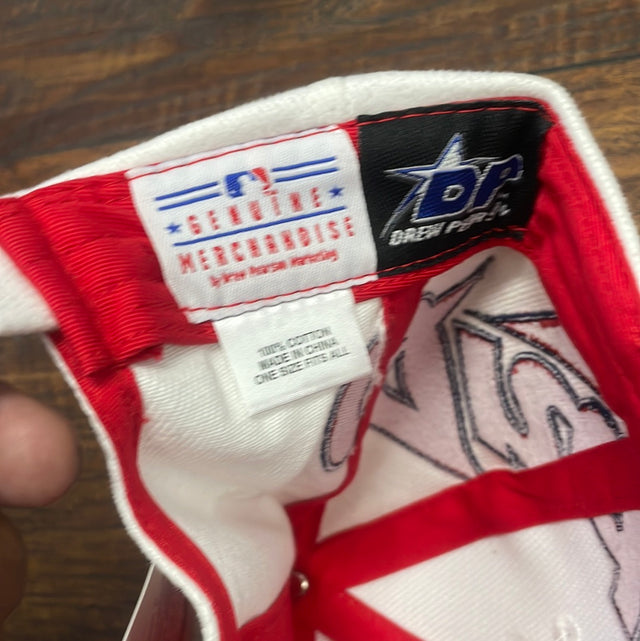 GENUINE
MERCHANDISE
by Drew Pearson Marketing
DP
DREW PEARSON
100% COTTON
MADE IN CHINA
ONE SIZE FITS ALL